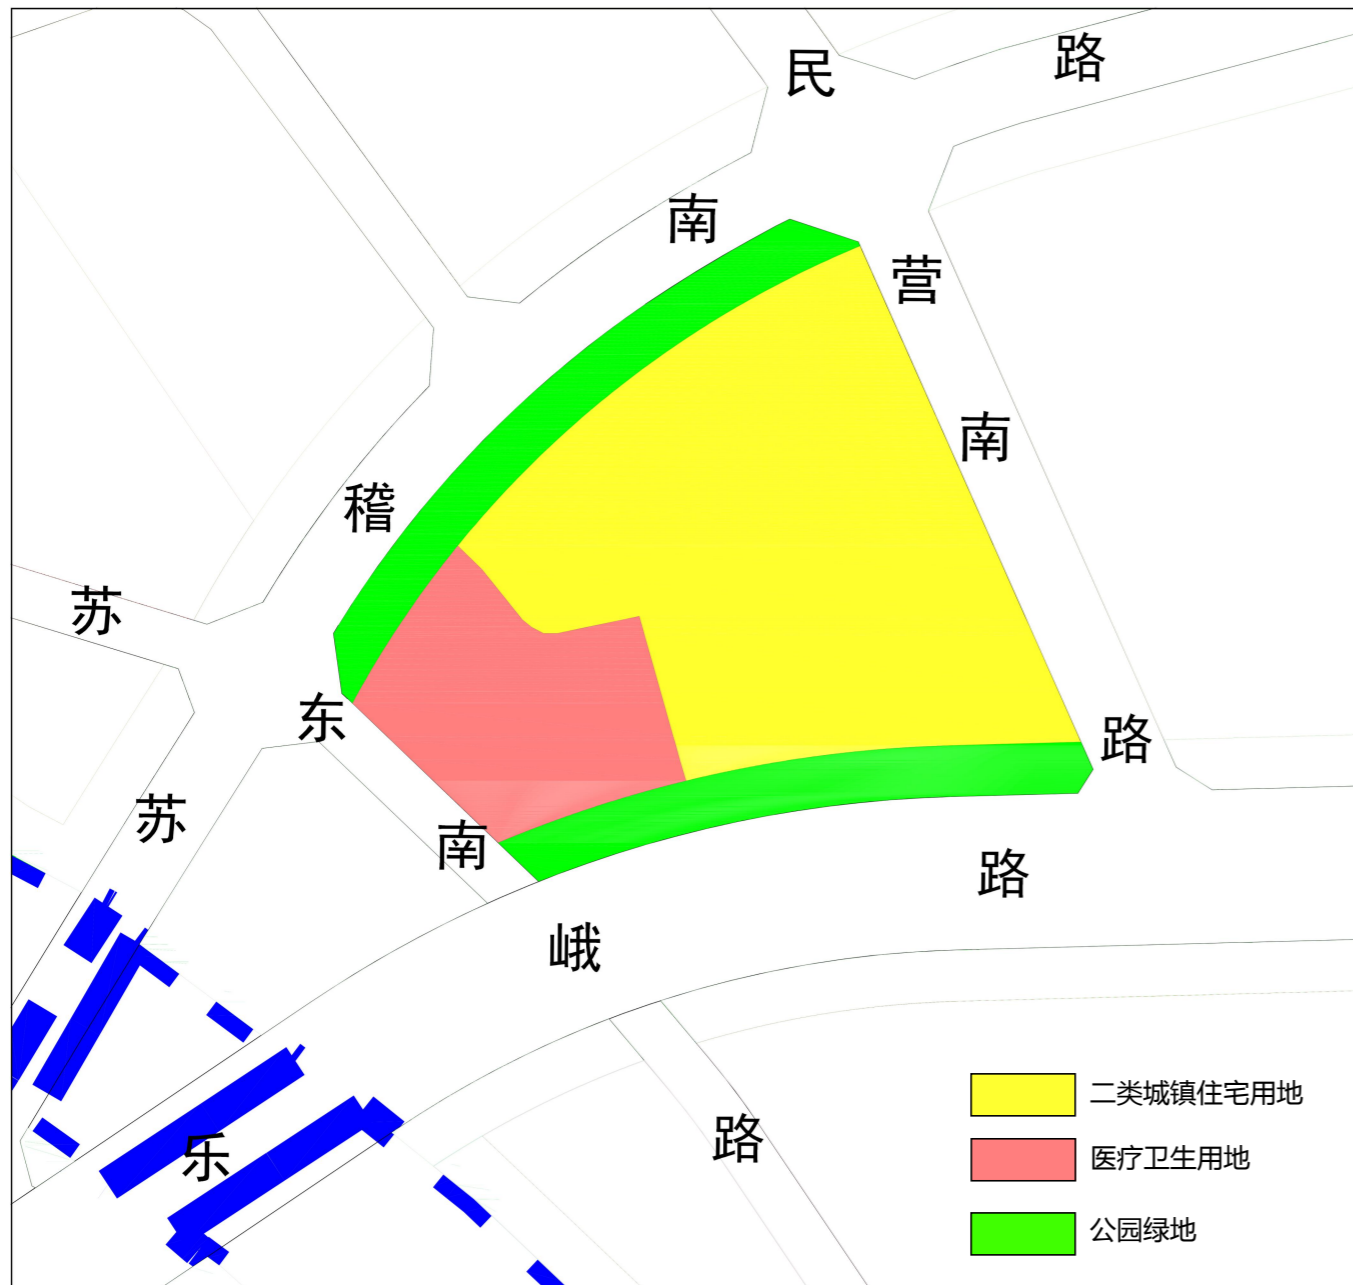 民
路
南
营
南
稽
苏
东
路
苏
南
路
峨
二类城镇住宅用地
路
乐
医疗卫生用地
公园绿地